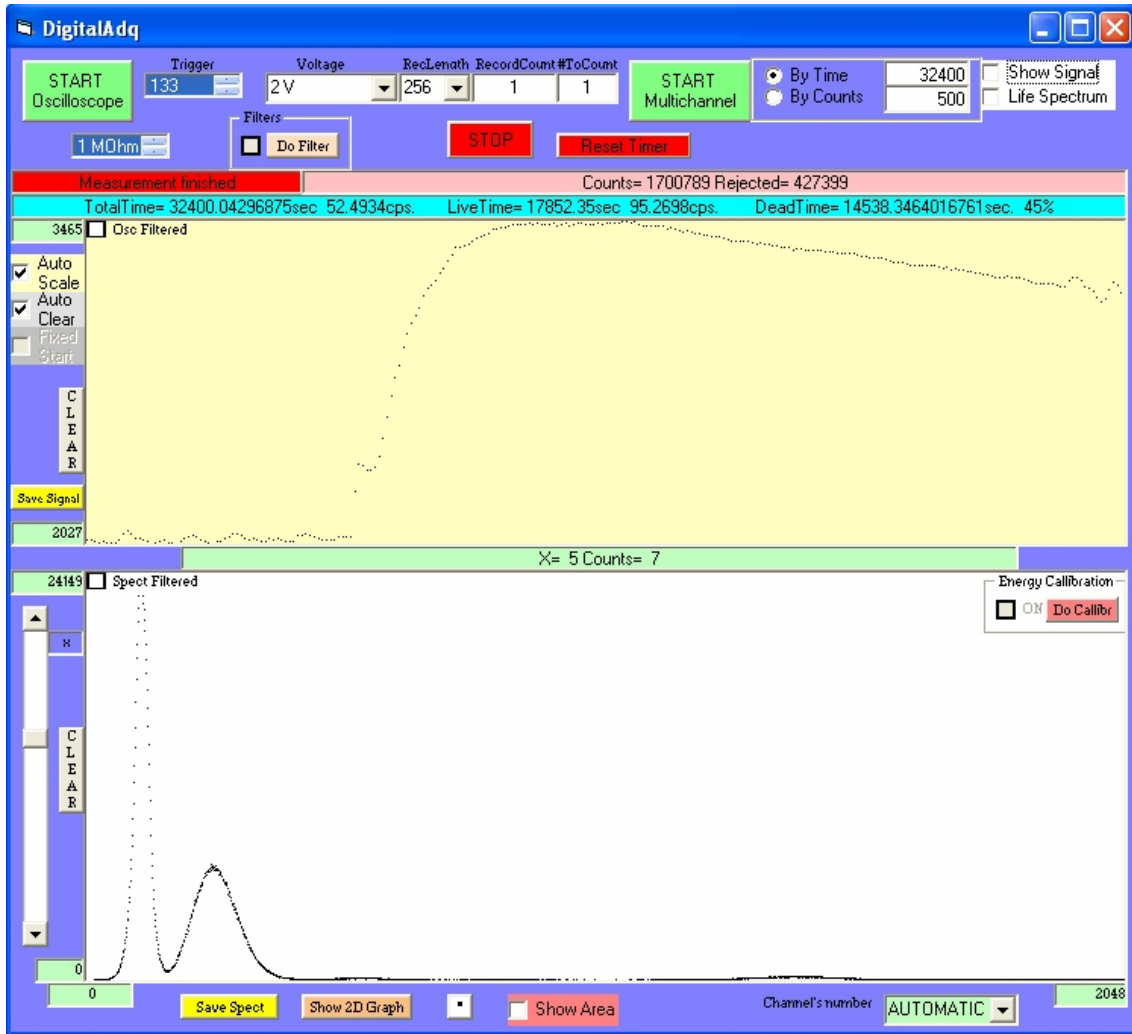 DigitalAdq
START Oscilloscope
Trigger
133
Voltage
2 V
RecLength
256
RecordCount
1
#ToCount
1
START Multichannel
By Time
32400
By Counts
500
Show Signal
Life Spectrum
1 MOhm
Filters
Do Filter
STOP
Reset Timer
Measurement finished
Counts= 1700789 Rejected= 427399
TotalTime= 32400.04296875sec 52.4934cps. LiveTime= 17852.35sec 95.2698cps. DeadTime= 14538.3464016761sec. 45%
3465
Osc Filtered
Auto Scale
Auto Clear
Fixed Start
CLEAR
Save Signal
2027
X= 5 Counts= 7
24149
Spect Filtered
Energy Callibration
ON
Do Callibr
8
CLEAR
0
0
Save Spect
Show 2D Graph
Show Area
Channel's number
AUTOMATIC
2048